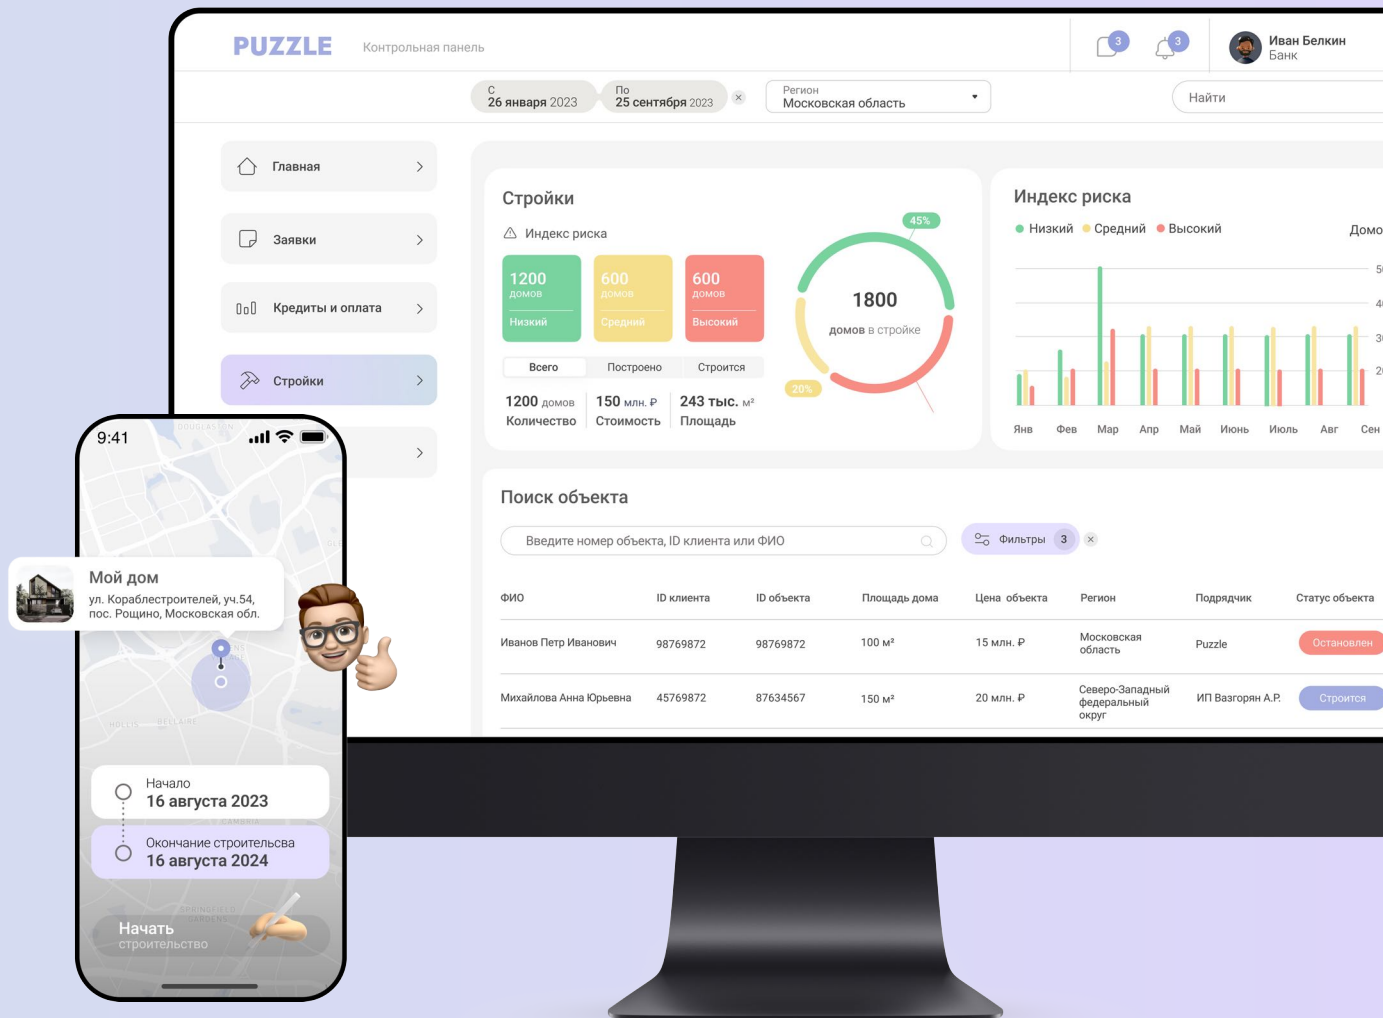 PUZZLE
Контрольная панель
3
3
Иван Белкин
Банк
С
26 января 2023
По
25 сентября 2023
Регион
Московская область
Найти
Главная
Заявки
Кредиты и оплата
Стройки
Стройки
Индекс риска
1200
домов
Низкий
600
домов
Средний
600
домов
Высокий
Всего
Построено
Строится
1200 домов
Количество
150 млн. ₽
Стоимость
243 тыс. м²
Площадь
45%
1800
домов в стройке
20%
Индекс риска
Низкий
Средний
Высокий
Янв
Фев
Мар
Апр
Май
Июнь
Июль
Авг
Сен
Поиск объекта
Введите номер объекта, ID клиента или ФИО
Фильтры 3
ФИО ID клиента ID объекта Площадь дома Цена объекта Регион Подрядчик Статус объекта
Иванов Петр Иванович 98769872 98769872 100 м² 15 млн. ₽ Московская
область
Puzzle Остановлен
Михайлова Анна Юрьевна 45769872 87634567 150 м² 20 млн. ₽ Северо-Западный
федеральный
округ
ИП Вазгорян А.Р. Строится
9:41
Мой дом
ул. Кораблестроителей, уч.54,
пос. Рощино, Московская обл.
HOLLIS
BELLAIRE
Начало
16 августа 2023
Окончание строительсва
16 августа 2024
SPRINGFIELD
GARDENS
Начать
строительство